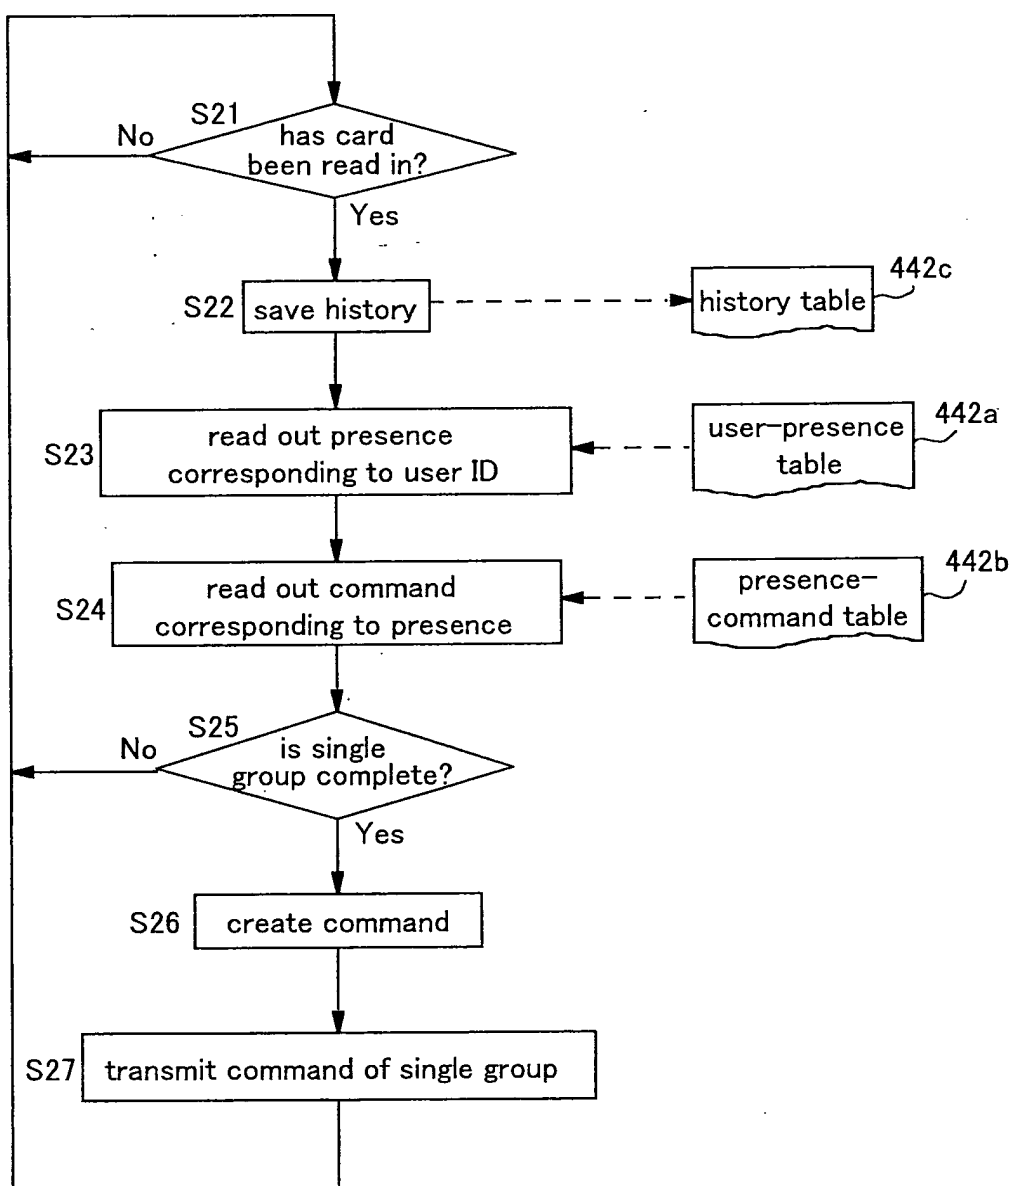 S21
No
has card
been read in?
Yes
S22
save history
history table
442c
S23
read out presence
corresponding to user ID
user-presence
table
442a
S24
read out command
corresponding to presence
presence-
command table
442b
S25
No
is single
group complete?
Yes
S26
create command
S27
transmit command of single group